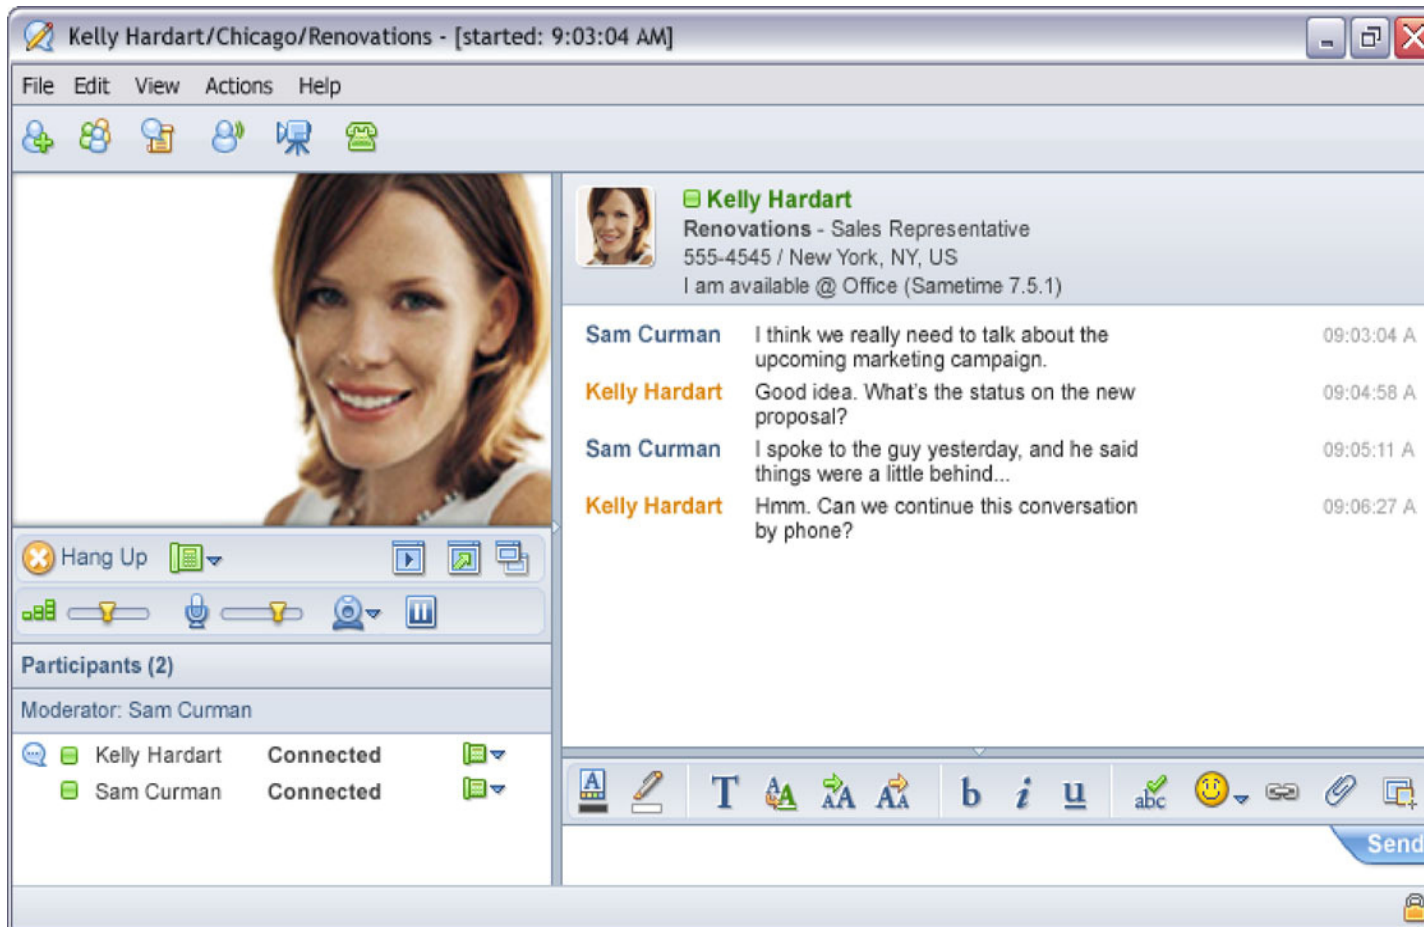 Kelly Hardart/Chicago/Renovations - [started: 9:03:04 AM]
File Edit View Actions Help
Kelly Hardart
Renovations - Sales Representative
555-4545 / New York, NY, US
I am available @ Office (Sametime 7.5.1)
Sam Curman I think we really need to talk about the 09:03:04 A
upcoming marketing campaign.
Kelly Hardart Good idea. What's the status on the new 09:04:58 A
proposal?
Sam Curman I spoke to the guy yesterday, and he said 09:05:11 A
things were a little behind...
Kelly Hardart Hmm. Can we continue this conversation 09:06:27 A
by phone?
Hang Up
Participants (2)
Moderator: Sam Curman
Kelly Hardart Connected
Sam Curman Connected
A T AA AA AA b i u abc
Send